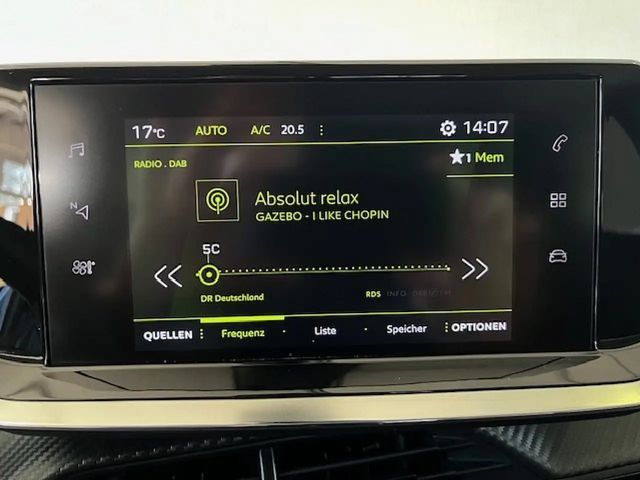 17°C AUTO A/C 20.5 14:07
RADIO . DAB
1 Mem
Absolut relax
GAZEBO - I LIKE CHOPIN
5C
DR Deutschland
RDS INFO
QUELLEN Frequenz Liste Speicher OPTIONEN
N